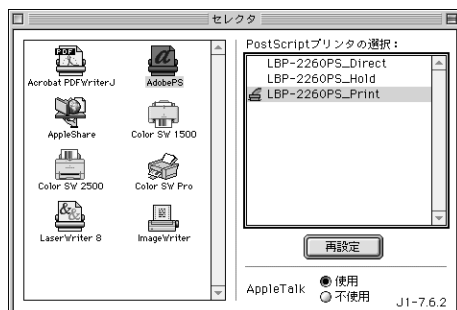 セレクタ
Acrobat PDFWriterJ
AdobePS
AppleShare
Color SW 1500
Color SW 2500
Color SW Pro
LaserWriter 8
ImageWriter
PostScriptプリンタの選択：
LBP-2260PS_Direct
LBP-2260PS_Hold
LBP-2260PS_Print
再設定
AppleTalk
使用
不使用
J1-7.6.2